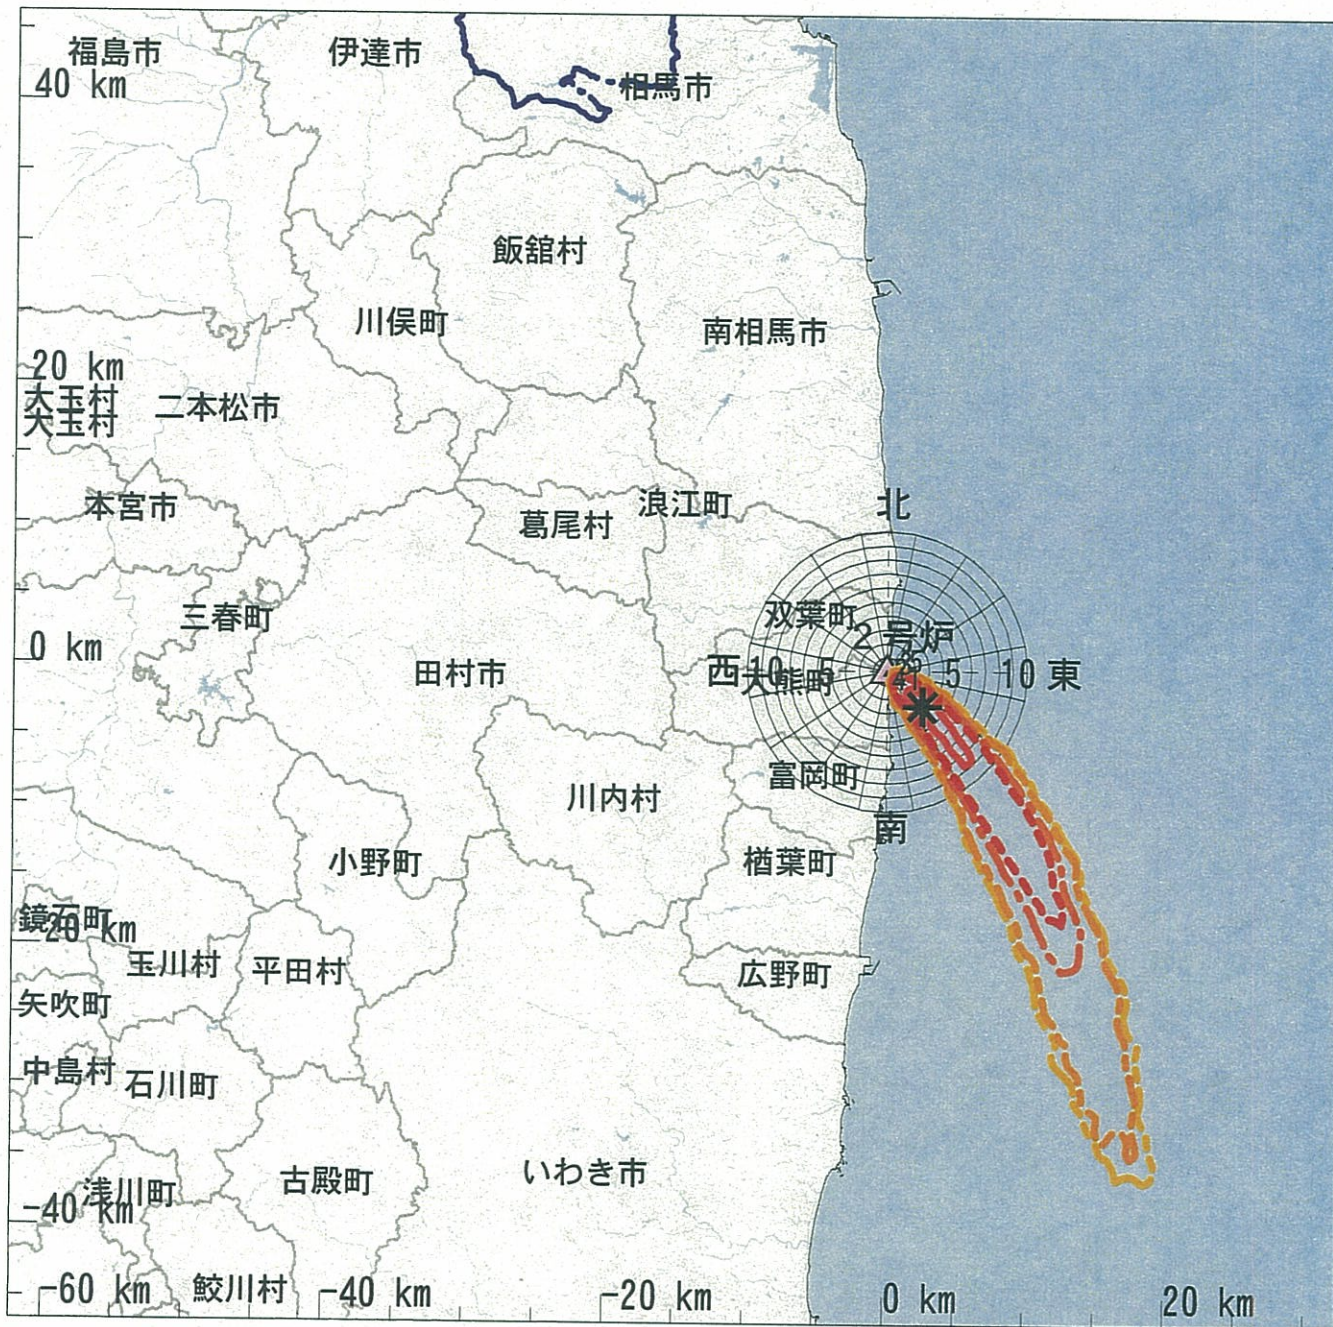 福島市
伊達市
40 km
相馬市
飯舘村
川俣町
南相馬市
20 km
大玉村
大玉村
二本松市
本宮市
葛尾村
浪江町
北
三春町
双葉町
2号炉
0 km
田村市
西 10 5
大熊町
5 10 東
富岡町
川内村
南
小野町
楢葉町
鏡石町
-20 km
玉川村
平田村
広野町
矢吹町
中島村
石川町
浅川町
古殿町
いわき市
-40 km
-60 km
鮫川村
-40 km
-20 km
0 km
20 km